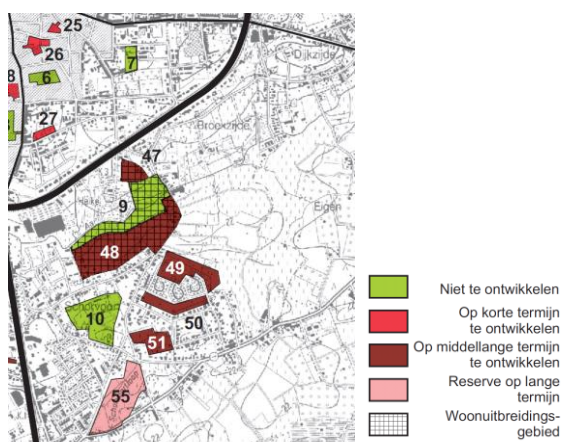 25
26
7
Dijkzijde
8
6
27
Broekzijde
47
9
Eigen
48
49
10
50
51
55
Niet te ontwikkelen
Op korte termijn
te ontwikkelen
Op middellange termijn
te ontwikkelen
Reserve op lange
termijn
Woonuitbreidings-
gebied